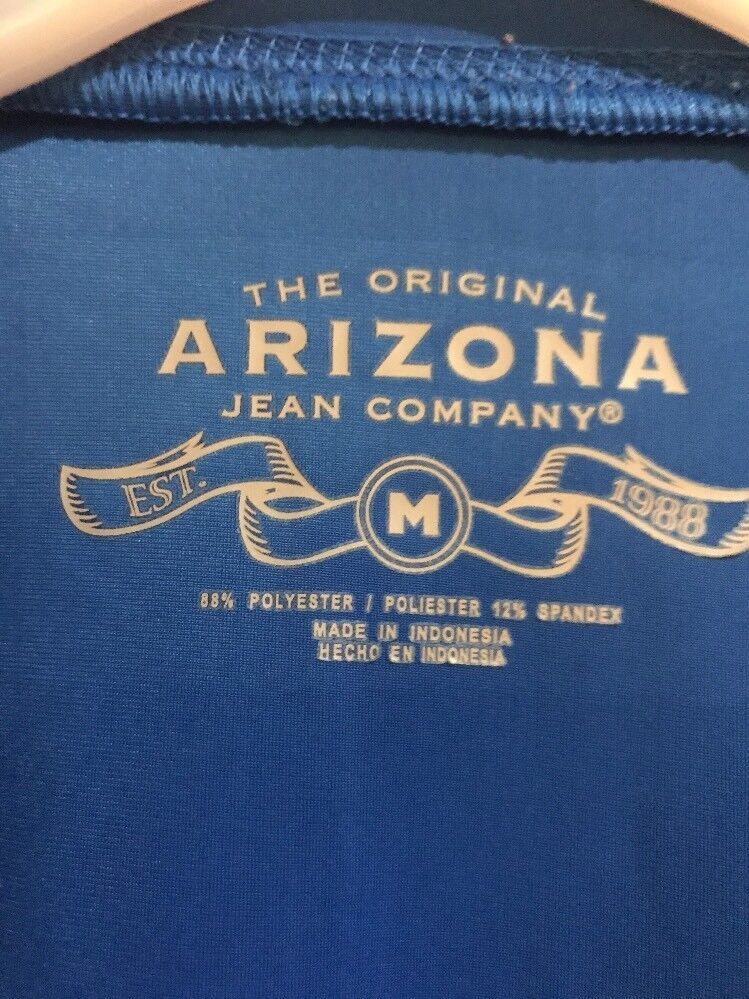 THE ORIGINAL
ARIZONA
JEAN COMPANY®
EST. M 1988
88% POLYESTER / POLIESTER 12% SPANDEX
MADE IN INDONESIA
HECHO EN INDONESIA